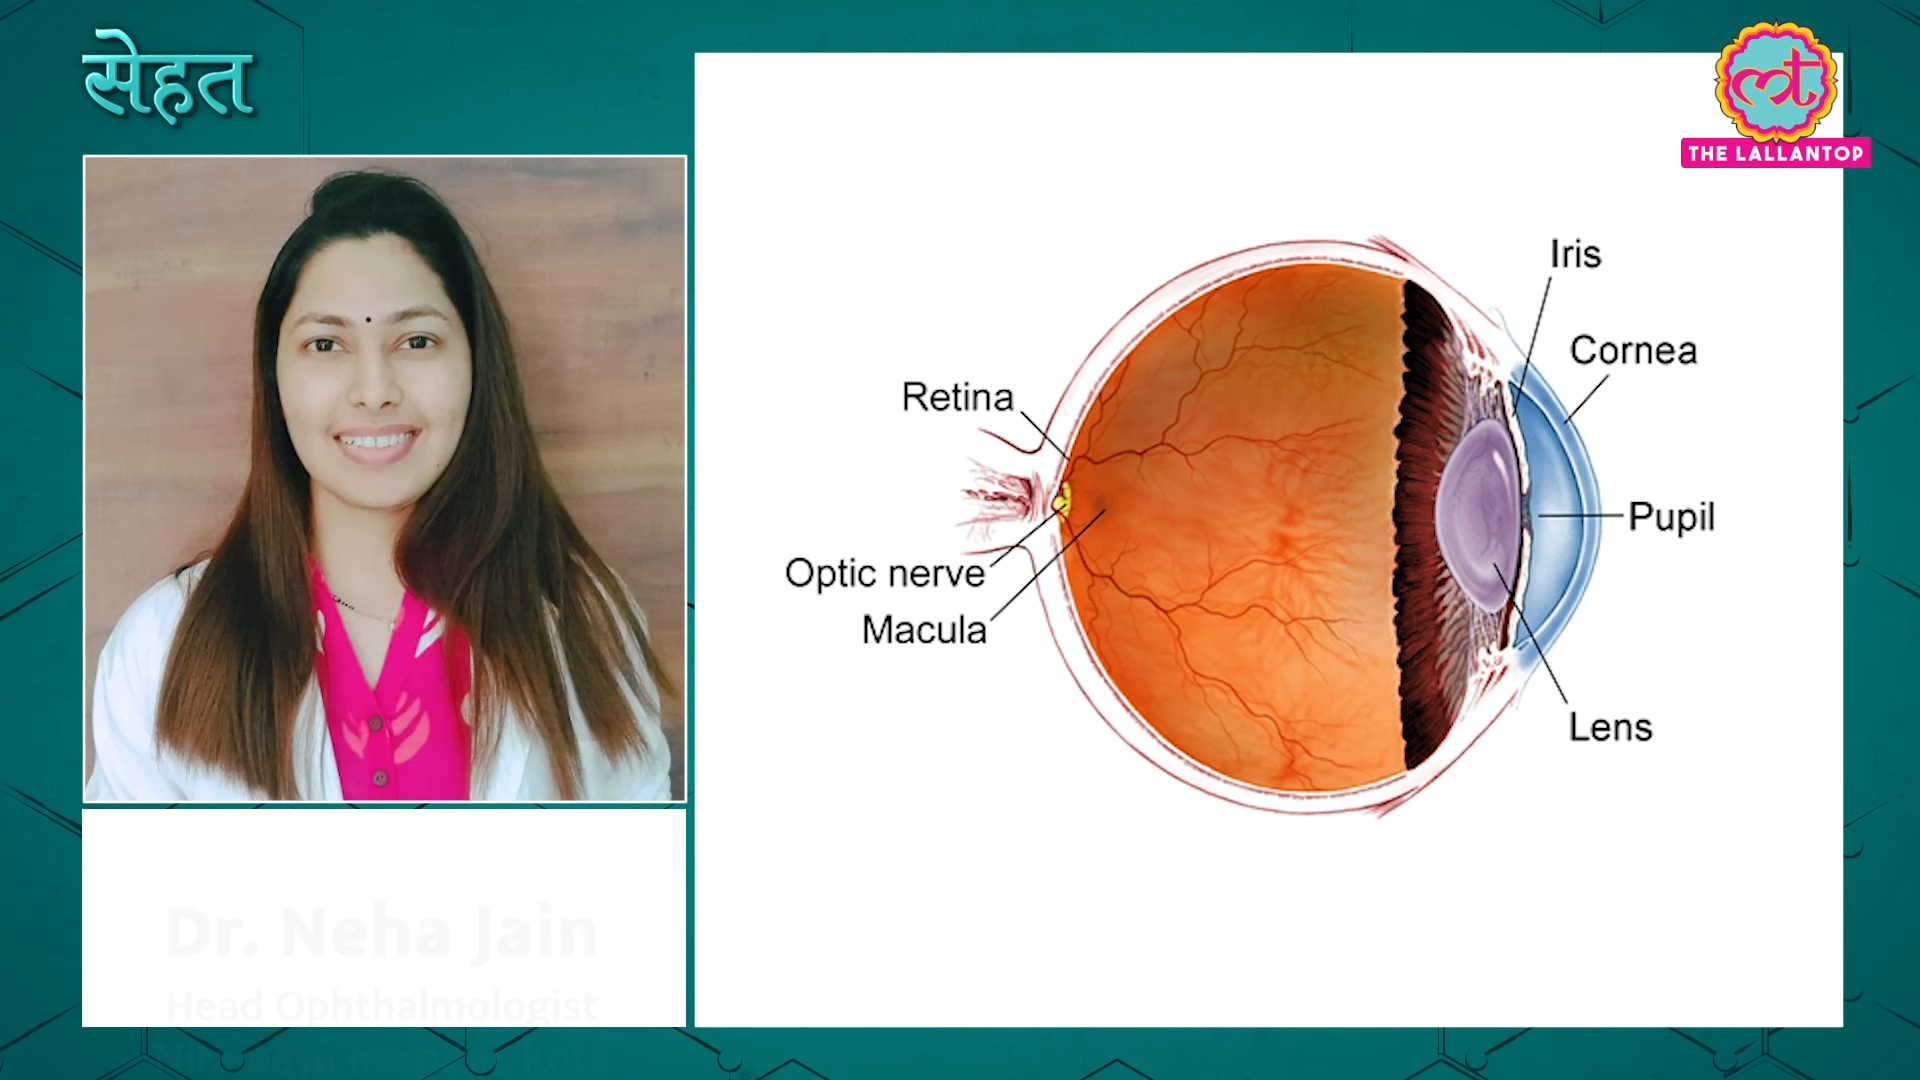 सेहत
THE LALLANTOP
Iris
Cornea
Retina
Pupil
Optic nerve
Macula
Lens
Dr. Neha Jain
Head Ophthalmologist